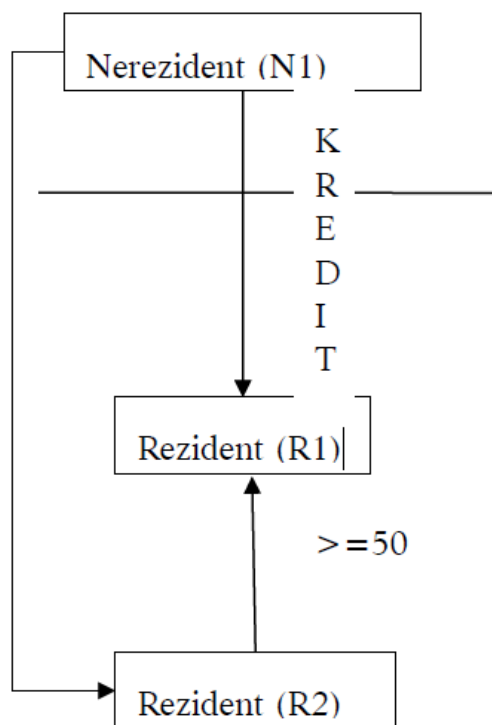 Nerezident (N1)
K
R
E
D
I
T
Rezident (R1)
>=50
Rezident (R2)